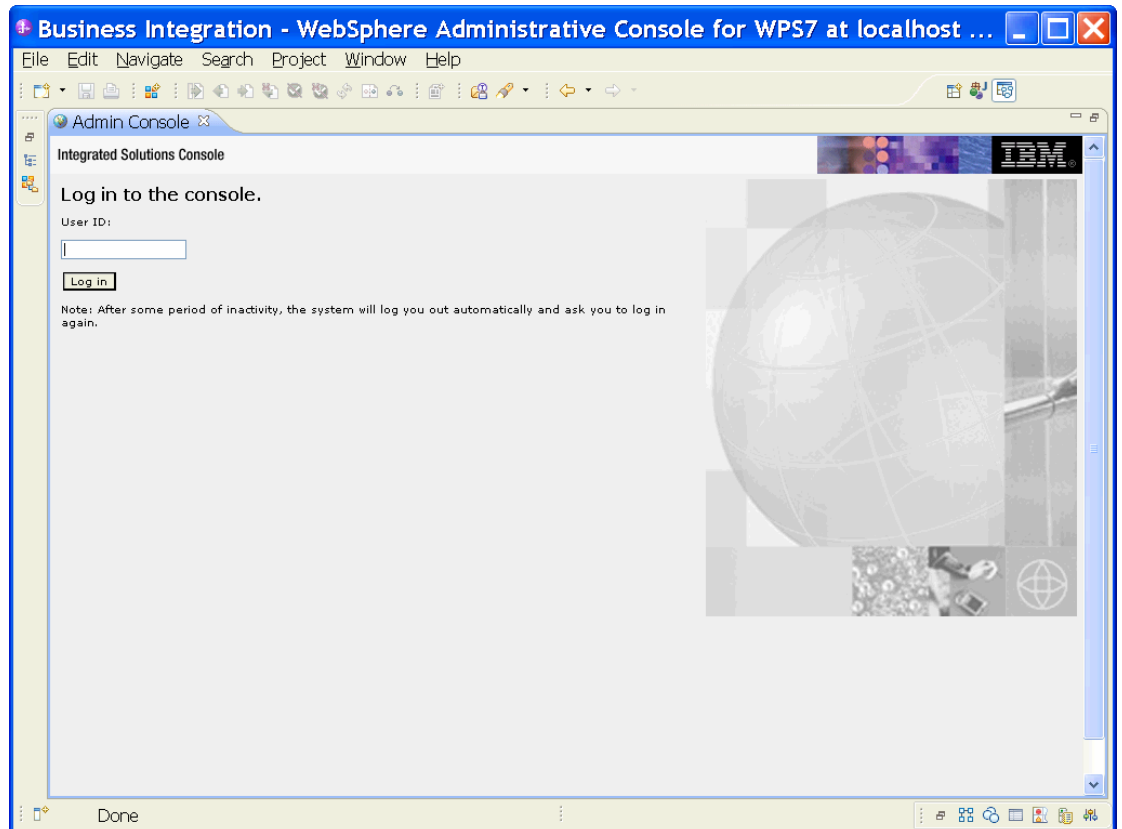 Business Integration - WebSphere Administrative Console for WPS7 at localhost ...
File Edit Navigate Search Project Window Help
Admin Console
Integrated Solutions Console
IBM®
Log in to the console.
User ID:
Log in
Note: After some period of inactivity, the system will log you out automatically and ask you to log in
again.
Done